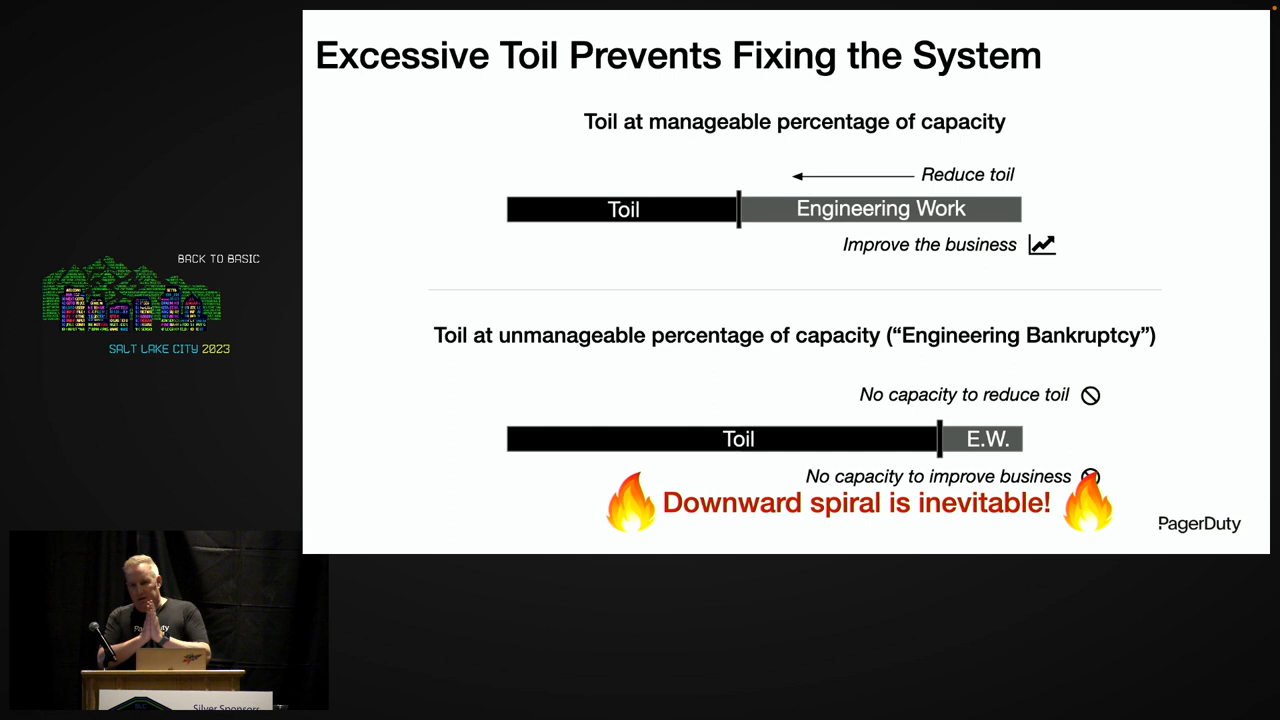 Excessive Toil Prevents Fixing the System
Toil at manageable percentage of capacity
Reduce toil
Toil
Engineering Work
Improve the business
Toil at unmanageable percentage of capacity (“Engineering Bankruptcy”)
No capacity to reduce toil
Toil
E.W.
No capacity to improve business
Downward spiral is inevitable!
PagerDuty
BACK TO BASIC
SALT LAKE CITY 2023
Silver Sponsors